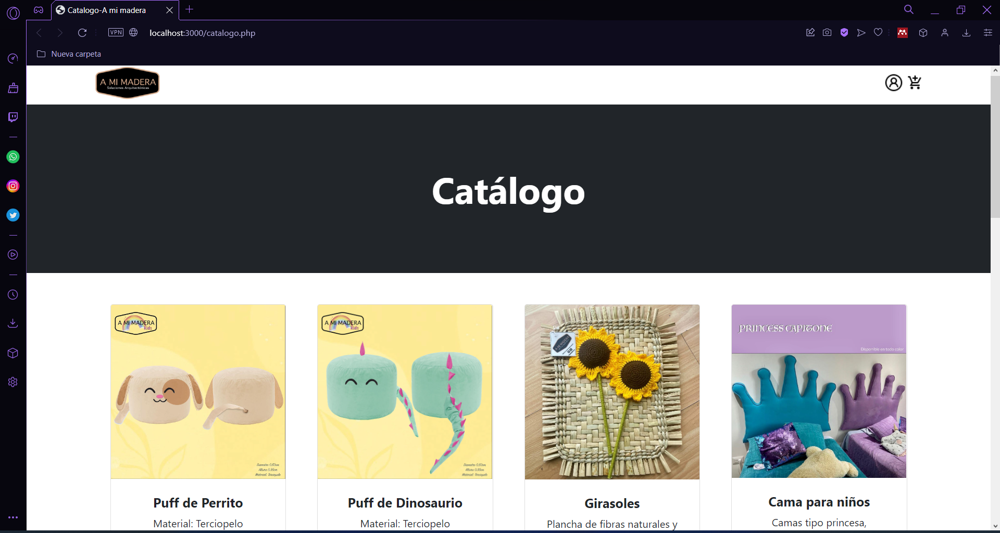 Catalogo-A mi madera
VPN
localhost:3000/catalogo.php
Nueva carpeta
A MI MADERA
Soluciones Arquitectónicas
Catálogo
A MI MADERA
Kids
Diametro 0,50cm
Altura 0,35cm
Material: Terciopelo
Puff de Perrito
Material: Terciopelo
A MI MADERA
Kids
Diametro 0,50cm
Altura 0,35cm
Material: Terciopelo
Puff de Dinosaurio
Material: Terciopelo
A MI MADERA
Girasoles
Plancha de fibras naturales y
PRINCESS CAPITONE
Disponible en todo color
Cama para niños
Camas tipo princesa,